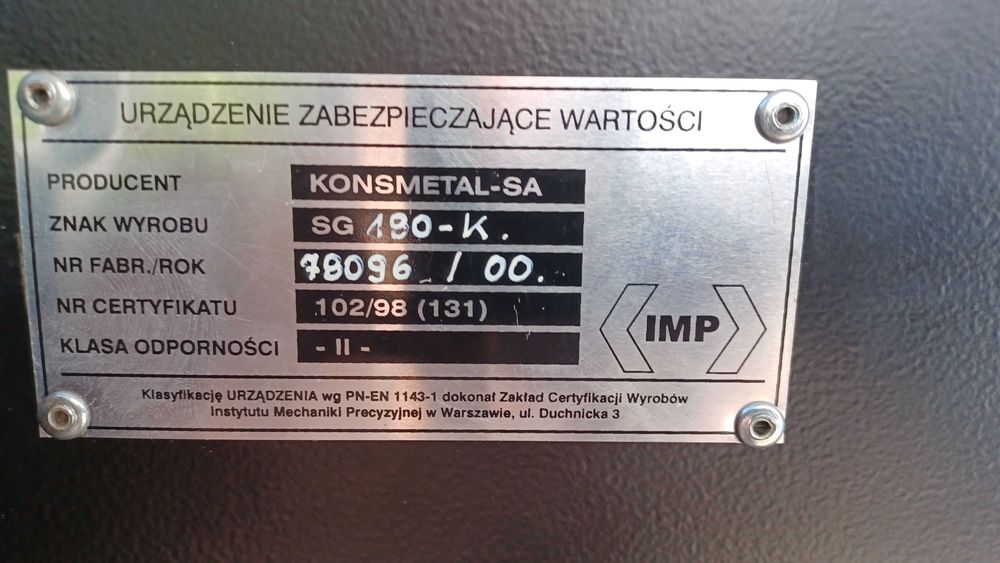 URZĄDZENIE ZABEZPIECZAJĄCE WARTOŚCI
PRODUCENT KONSMETAL-SA
ZNAK WYROBU SG 190-K.
NR FABR./ROK 78096 / 00.
NR CERTYFIKATU 102/98 (131)
KLASA ODPORNOŚCI - II -
IMP
Klasyfikację URZĄDZENIA wg PN-EN 1143-1 dokonał Zakład Certyfikacji Wyrobów
Instytutu Mechaniki Precyzyjnej w Warszawie, ul. Duchnicka 3